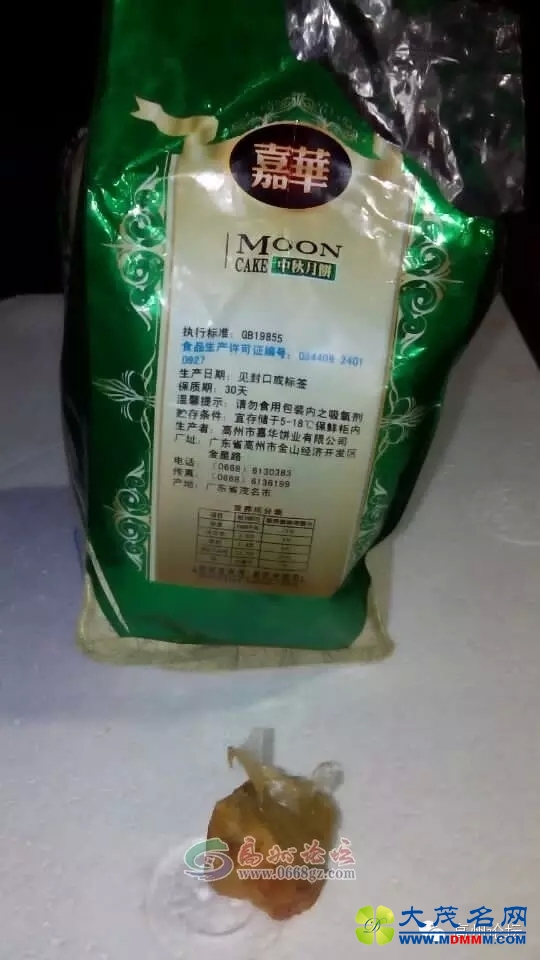 嘉華
MOON
CAKE 中秋月餅
执行标准: GB19855
食品生产许可证编号: QS4409 2401
0927
生产日期: 见封口或标签
保质期: 30天
温馨提示: 请勿食用包装内之吸氧剂
贮存条件: 宜存储于5-18℃保鲜柜内
生产者: 高州市嘉华饼业有限公司
厂址: 广东省高州市金山经济开发区
金星路
电话: (0668) 6130383
传真: (0668) 6136199
产地: 广东省茂名市
营养成分表
高州论坛
www.0668gz.com
大茂名网
WWW.MDMMM.COM